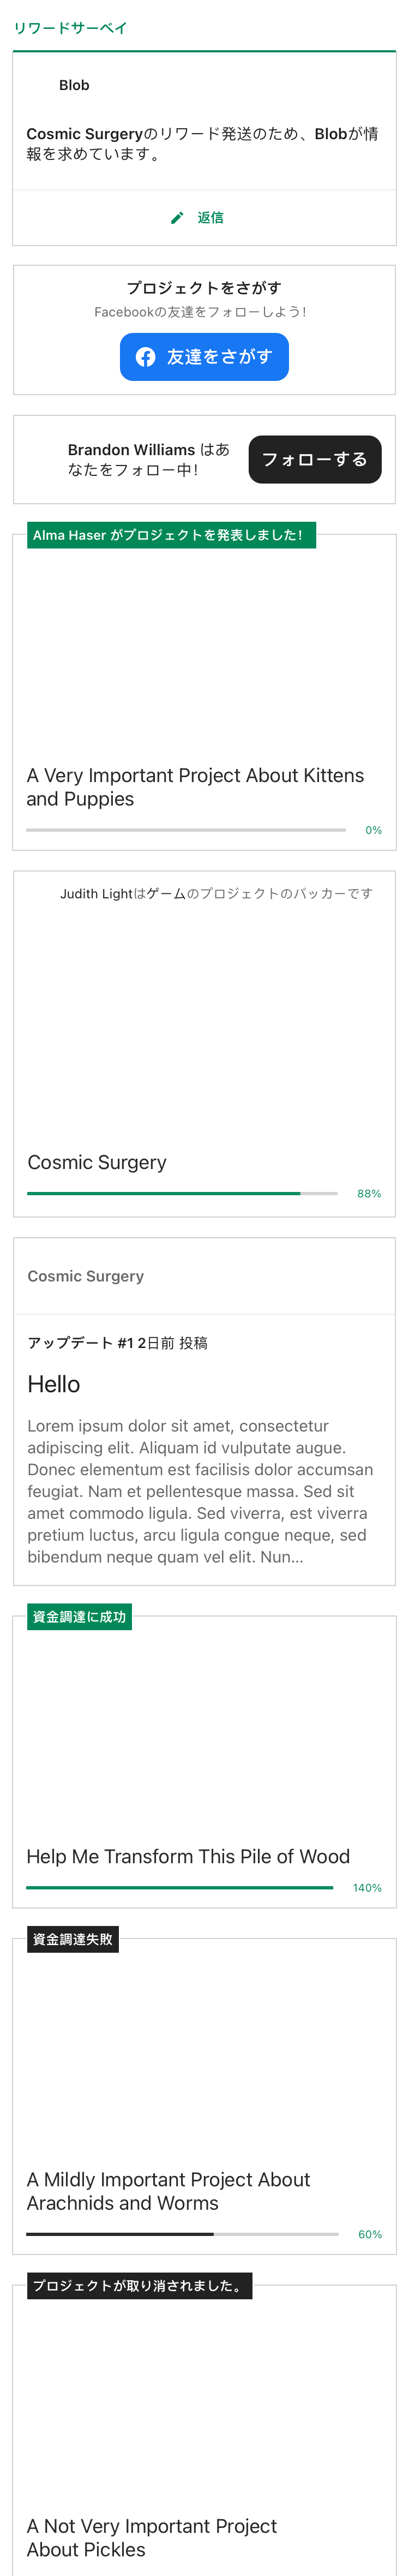 リワードサーベイ
Blob
Cosmic Surgeryのリワード発送のため、Blobが情
報を求めています。
返信
プロジェクトをさがす
Facebookの友達をフォローしよう！
友達をさがす
Brandon Williams はあ
なたをフォロー中！
フォローする
Alma Haser がプロジェクトを発表しました！
A Very Important Project About Kittens
and Puppies
0%
Judith Lightはゲームのプロジェクトのバッカーです
Cosmic Surgery
88%
Cosmic Surgery
アップデート #1 2日前 投稿
Hello
Lorem ipsum dolor sit amet, consectetur
adipiscing elit. Aliquam id vulputate augue.
Donec elementum est facilisis dolor accumsan
feugiat. Nam et pellentesque massa. Sed sit
amet commodo ligula. Sed viverra, est viverra
pretium luctus, arcu ligula congue neque, sed
bibendum neque quam vel elit. Nun...
資金調達に成功
Help Me Transform This Pile of Wood
140%
資金調達失敗
A Mildly Important Project About
Arachnids and Worms
60%
プロジェクトが取り消されました。
A Not Very Important Project
About Pickles